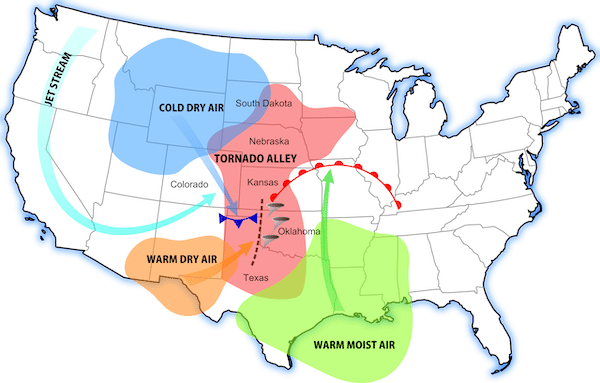 JET STREAM
COLD DRY AIR
South Dakota
Nebraska
TORNADO ALLEY
Colorado
Kansas
Oklahoma
WARM DRY AIR
Texas
WARM MOIST AIR